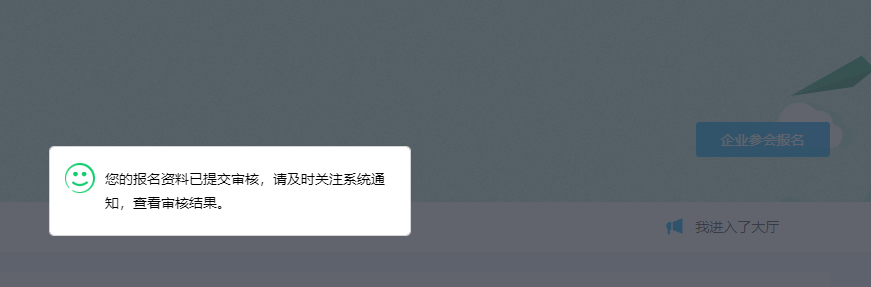 企业参会报名
您的报名资料已提交审核，请及时关注系统通
知，查看审核结果。
我进入了大厅